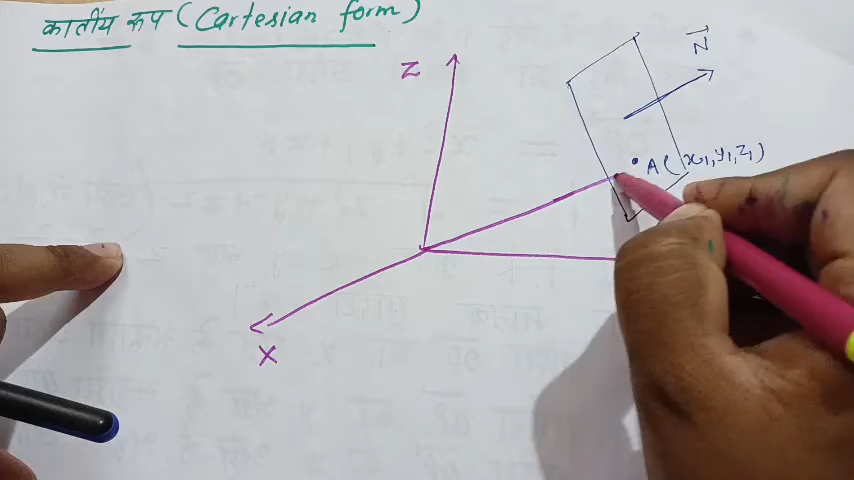 कार्तीय रूप (Cartesian form)
Z
N
A(x₁,y₁,z₁)
X